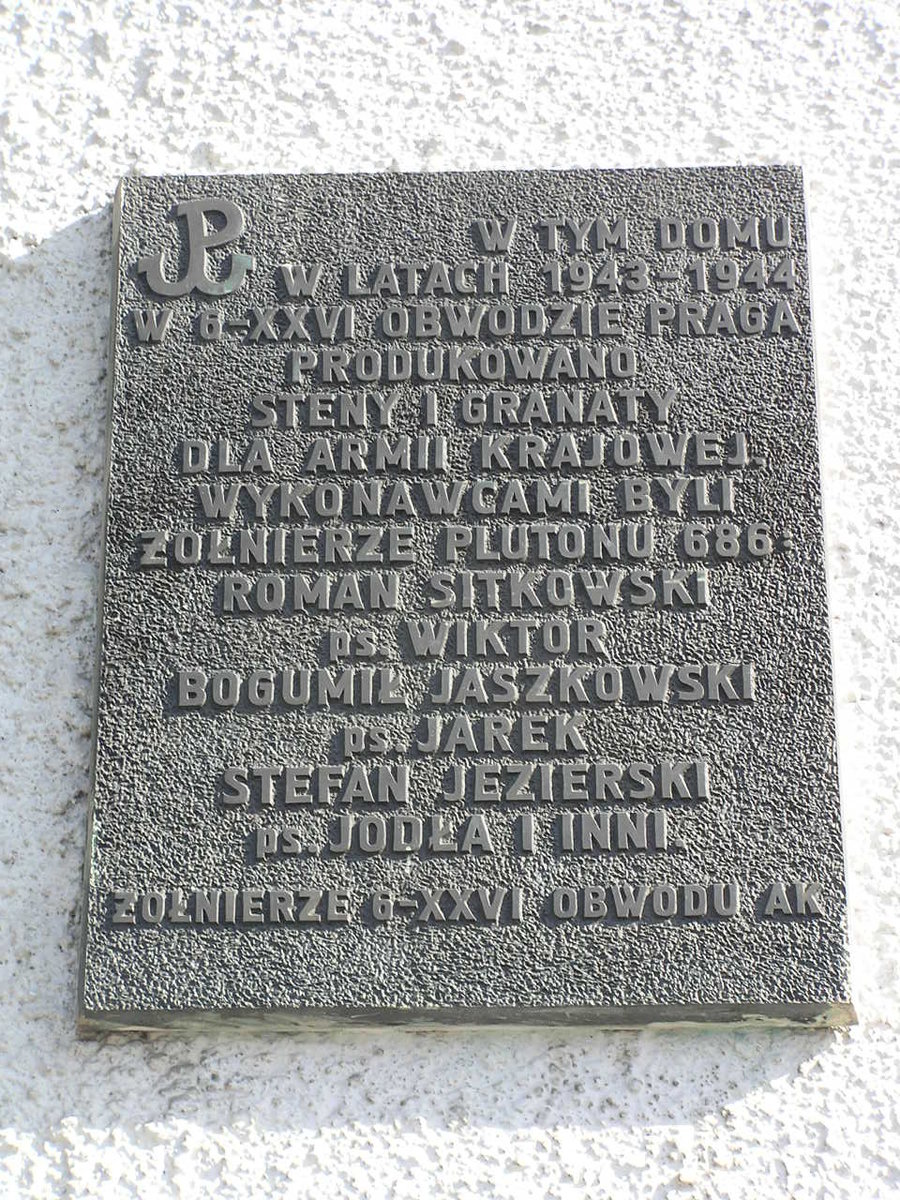 W TYM DOMU
W LATACH 1943-1944
W 6-XXVI OBWODZIE PRAGA
PRODUKOWANO
STENY I GRANATY
DLA ARMII KRAJOWEJ.
WYKONAWCAMI BYLI
ŻOŁNIERZE PLUTONU 686:
ROMAN SITKOWSKI
ps. WIKTOR
BOGUMIŁ JASZKOWSKI
ps. JAREK
STEFAN JEZIERSKI
ps. JODŁA I INNI.
ŻOŁNIERZE 6-XXVI OBWODU AK